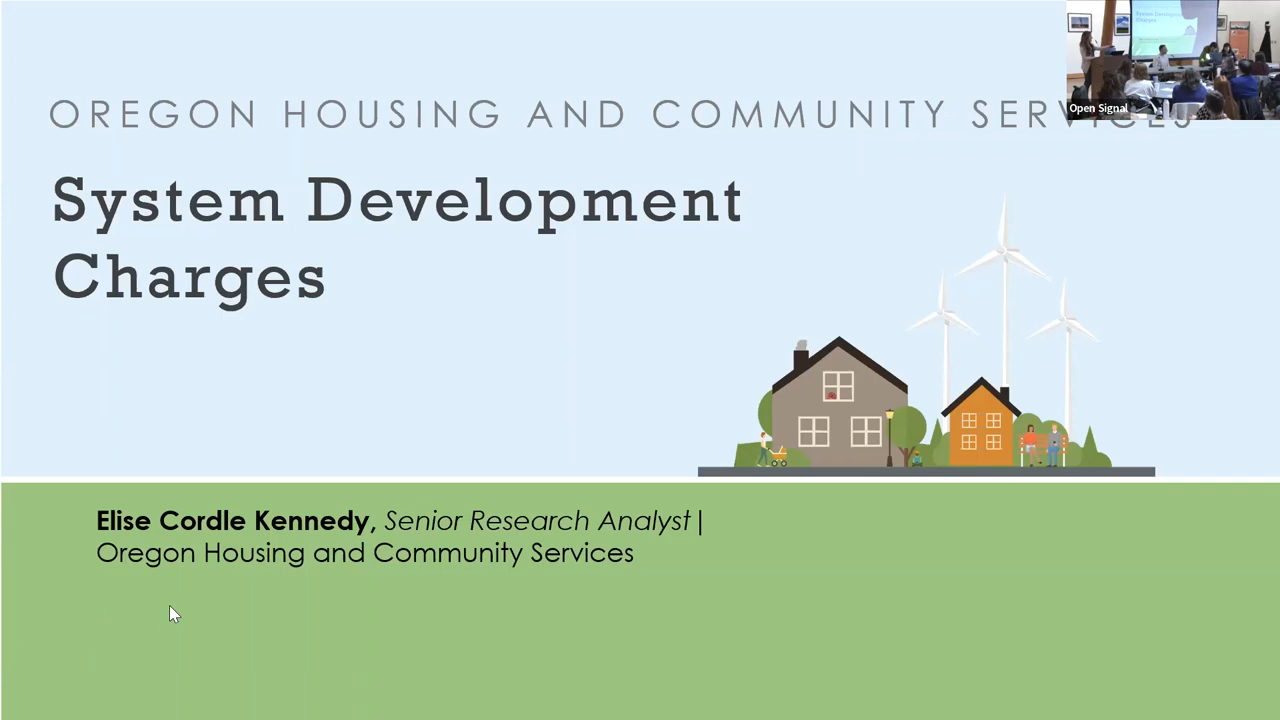 OREGON HOUSING AND COMMUNITY SERVICES
System Development
Charges
Elise Cordle Kennedy, Senior Research Analyst|
Oregon Housing and Community Services
Open Signal